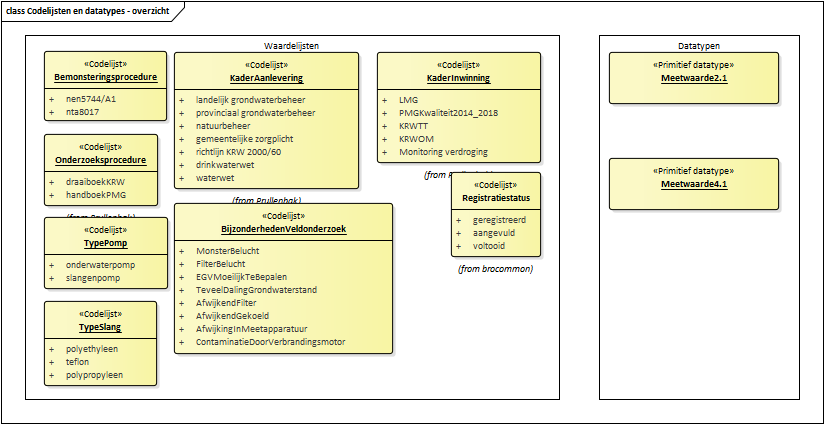 class Codelijsten en datatypes - overzicht
Waardelijsten
«Codelijst»
Bemonsteringsprocedure
+ nen5744/A1
+ nta8017
«Codelijst»
Onderzoeksprocedure
+ draaiboekKRW
+ handboekPMG
(from Prullenbak)
«Codelijst»
TypePomp
+ onderwaterpomp
+ slangenpomp
«Codelijst»
TypeSlang
+ polyethyleen
+ teflon
+ polypropyleen
«Codelijst»
KaderAanlevering
+ landelijk grondwaterbeheer
+ provinciaal grondwaterbeheer
+ natuurbeheer
+ gemeentelijke zorgplicht
+ richtlijn KRW 2000/60
+ drinkwaterwet
+ waterwet
(from Prullenbak)
«Codelijst»
BijzonderhedenVeldonderzoek
+ MonsterBelucht
+ FilterBelucht
+ EGVMoeilijkTeBepalen
+ TeveelDalingGrondwaterstand
+ AfwijkendFilter
+ AfwijkendGekoeld
+ AfwijkingInMeetapparatuur
+ ContaminatieDoorVerbrandingsmotor
«Codelijst»
KaderInwinning
+ LMG
+ PMGKwaliteit2014_2018
+ KRWTT
+ KRWOM
+ Monitoring verdroging
(from
«Codelijst»
Registratiestatus
+ geregistreerd
+ aangevuld
+ voltooid
(from brocommon)
Datatypen
«Primitief datatype»
Meetwaarde2.1
«Primitief datatype»
Meetwaarde4.1